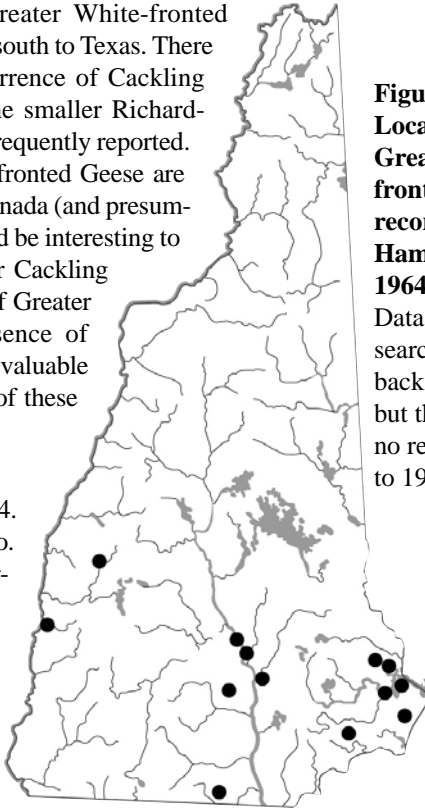 reater White-fronted
south to Texas. There
rrence of Cackling
e smaller Richard-
requently reported.
fronted Geese are
nada (and presum-
d be interesting to
r Cackling
f Greater
sence of
valuable
of these
4.
o.
r-
Figu
Loca
Grea
front
recor
Ham
1964
Data
searc
back
but th
no re
to 19